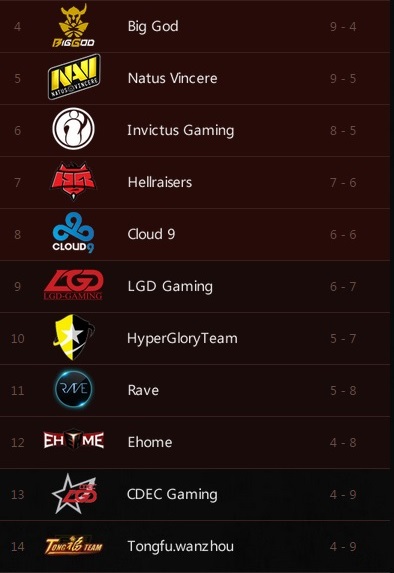 4 BIGGOD Big God 9 - 4
5 NAVI NATUS VINCERE Natus Vincere 9 - 5
6 Invictus Gaming 8 - 5
7 Hellraisers 7 - 6
8 CLOUD9 Cloud 9 6 - 6
9 LGD LGD-GAMING LGD Gaming 6 - 7
10 HyperGloryTeam 5 - 7
11 RAVE Rave 5 - 8
12 EHOME Ehome 4 - 8
13 CDEC Gaming 4 - 9
14 TONGFU TEAM Tongfu.wanzhou 4 - 9